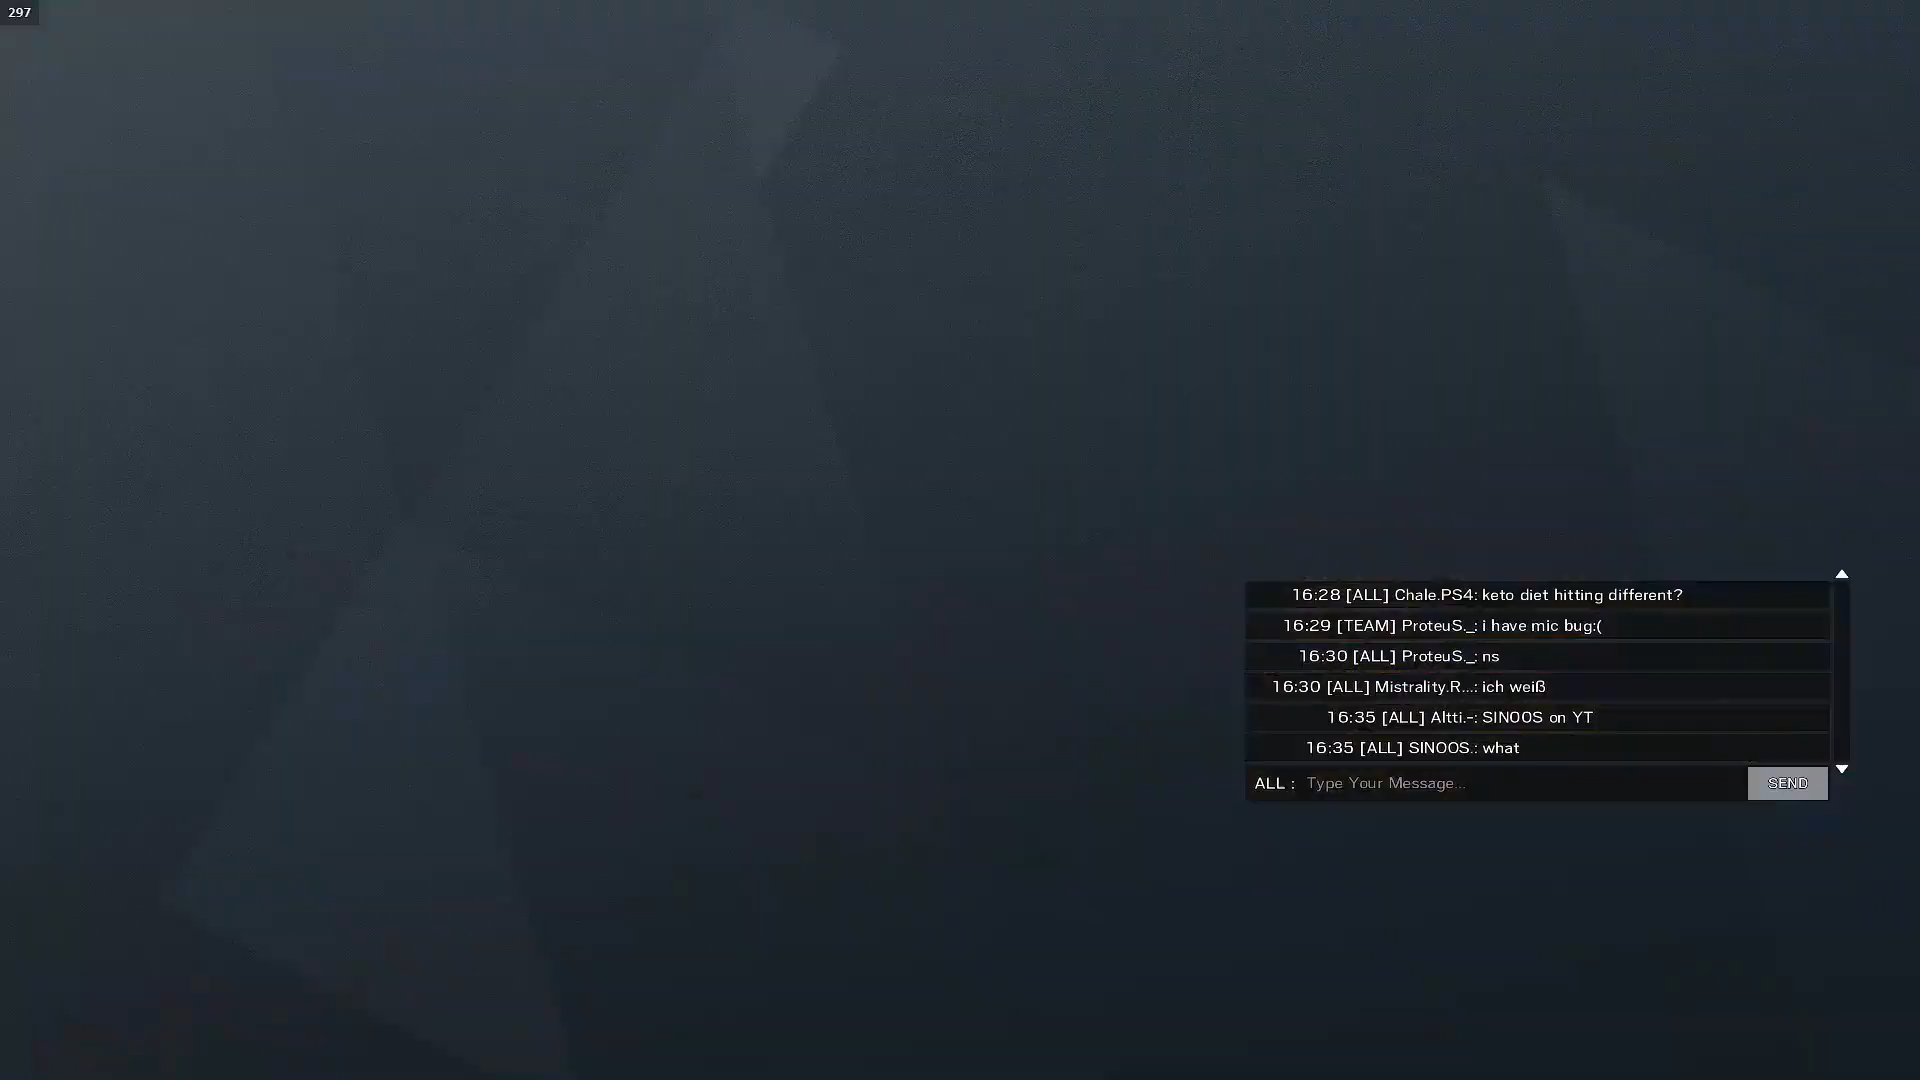 297
16:28 [ALL] Chale.PS4: keto diet hitting different?
16:29 [TEAM] ProteuS._: i have mic bug:(
16:30 [ALL] ProteuS._: ns
16:30 [ALL] Mistrality.R...: ich weiß
16:35 [ALL] Altti.-: SINOOS on YT
16:35 [ALL] SINOOS.: what
ALL : Type Your Message... SEND